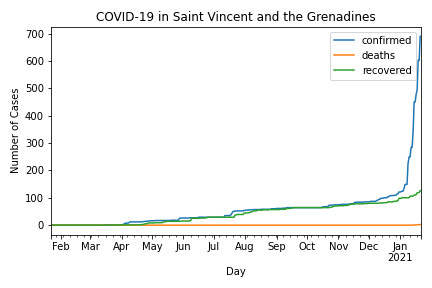 COVID-19 in Saint Vincent and the Grenadines
confirmed
deaths
recovered
Number of Cases
700
600
500
400
300
200
100
0
Feb Mar Apr May Jun Jul Aug Sep Oct Nov Dec Jan
2021
Day